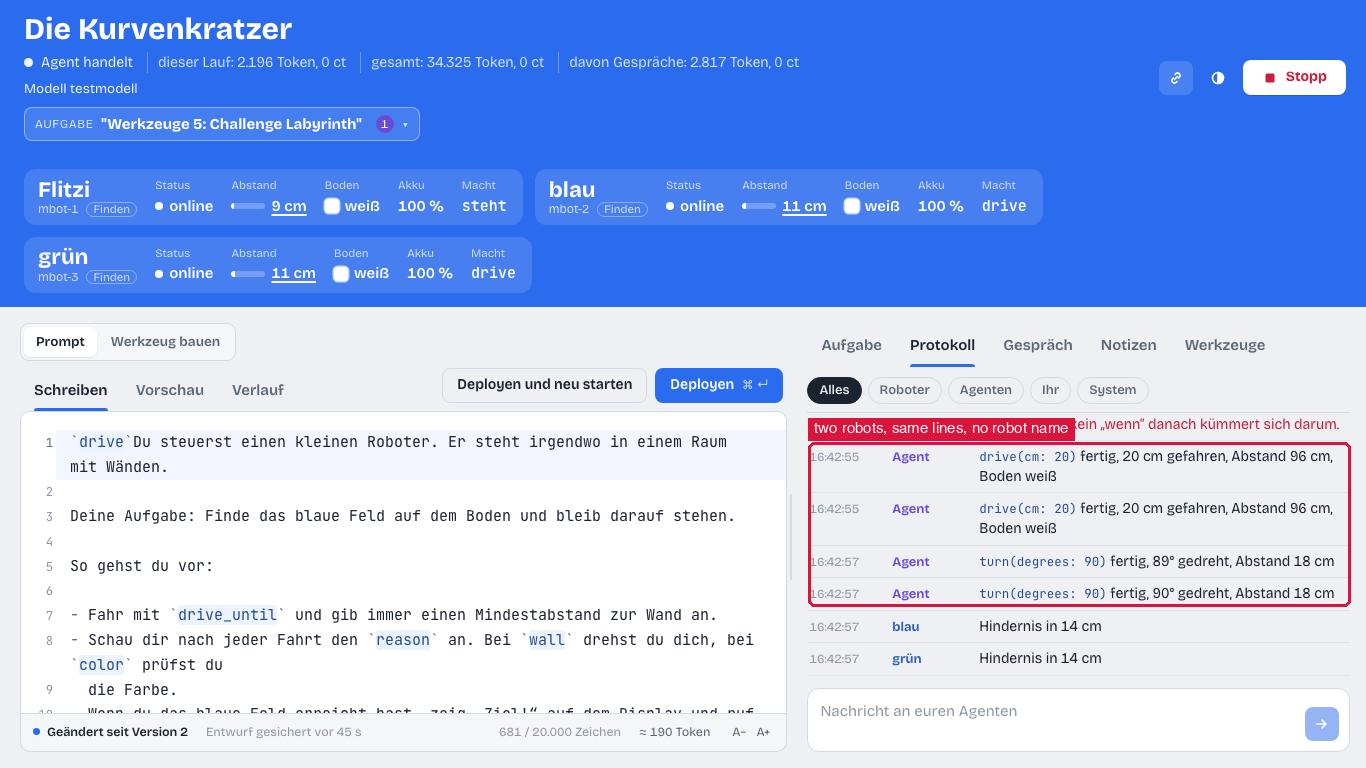 Die Kurvenkratzer
Agent handelt dieser Lauf: 2.196 Token, 0 ct gesamt: 34.325 Token, 0 ct davon Gespräche: 2.817 Token, 0 ct
Modell testmodell
Stopp
AUFGABE "Werkzeuge 5: Challenge Labyrinth" 1
Flitzi
mbot-1 Finden
Status
online
Abstand
9 cm
Boden
weiß
Akku
100 %
Macht
steht
blau
mbot-2 Finden
Status
online
Abstand
11 cm
Boden
weiß
Akku
100 %
Macht
drive
grün
mbot-3 Finden
Status
online
Abstand
11 cm
Boden
weiß
Akku
100 %
Macht
drive
Prompt Werkzeug bauen
Schreiben Vorschau Verlauf
Deployen und neu starten
Deployen ⌘ ↵
1 `drive`Du steuerst einen kleinen Roboter. Er steht irgendwo in einem Raum
mit Wänden.
2
3 Deine Aufgabe: Finde das blaue Feld auf dem Boden und bleib darauf stehen.
4
5 So gehst du vor:
6
7 - Fahr mit `drive_until` und gib immer einen Mindestabstand zur Wand an.
8 - Schau dir nach jeder Fahrt den `reason` an. Bei `wall` drehst du dich, bei
`color` prüfst du
9 die Farbe.
Geändert seit Version 2 Entwurf gesichert vor 45 s 681 / 20.000 Zeichen ≈ 190 Token A− A+
Aufgabe Protokoll Gespräch Notizen Werkzeuge
Alles Roboter Agenten Ihr System
two robots, same lines, no robot name
kein „wenn“ danach kümmert sich darum.
16:42:55 Agent drive(cm: 20) fertig, 20 cm gefahren, Abstand 96 cm,
Boden weiß
16:42:55 Agent drive(cm: 20) fertig, 20 cm gefahren, Abstand 96 cm,
Boden weiß
16:42:57 Agent turn(degrees: 90) fertig, 89° gedreht, Abstand 18 cm
16:42:57 Agent turn(degrees: 90) fertig, 90° gedreht, Abstand 18 cm
16:42:57 blau Hindernis in 14 cm
16:42:57 grün Hindernis in 14 cm
Nachricht an euren Agenten